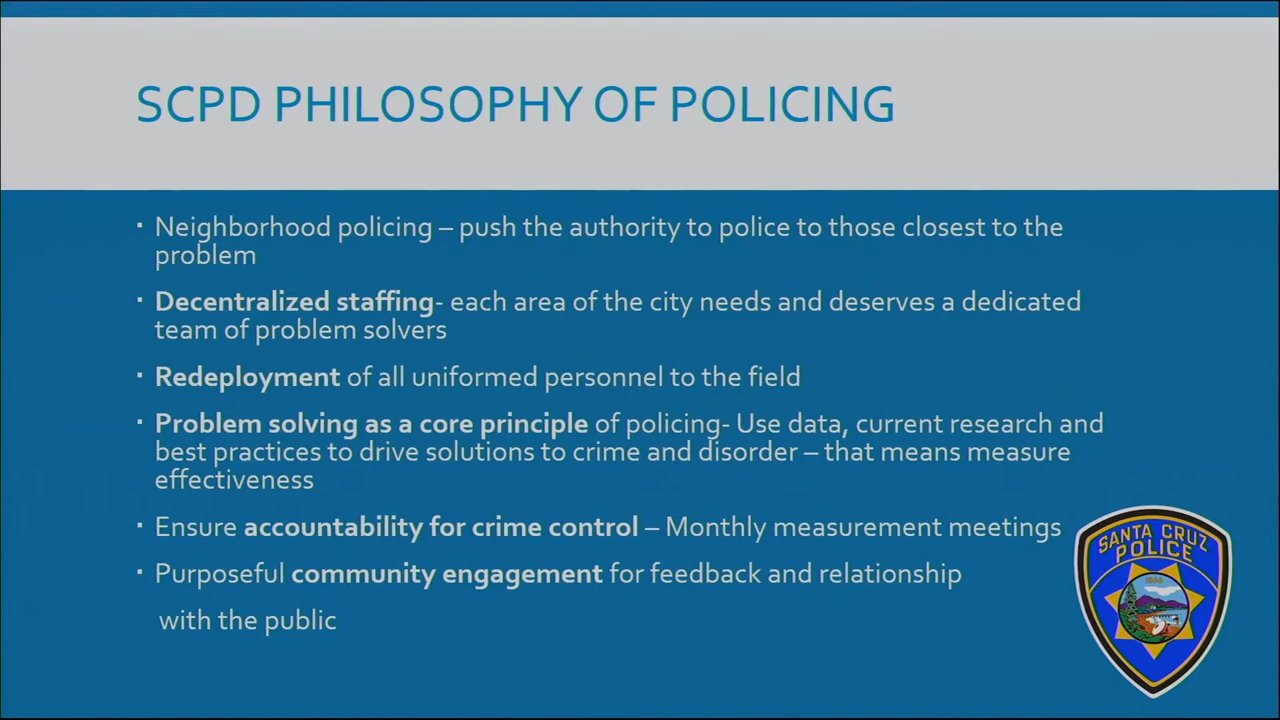 SCPD PHILOSOPHY OF POLICING
▪ Neighborhood policing – push the authority to police to those closest to the
problem
▪ Decentralized staffing- each area of the city needs and deserves a dedicated
team of problem solvers
▪ Redeployment of all uniformed personnel to the field
▪ Problem solving as a core principle of policing- Use data, current research and
best practices to drive solutions to crime and disorder – that means measure
effectiveness
▪ Ensure accountability for crime control – Monthly measurement meetings
▪ Purposeful community engagement for feedback and relationship
with the public
SANTA CRUZ
POLICE